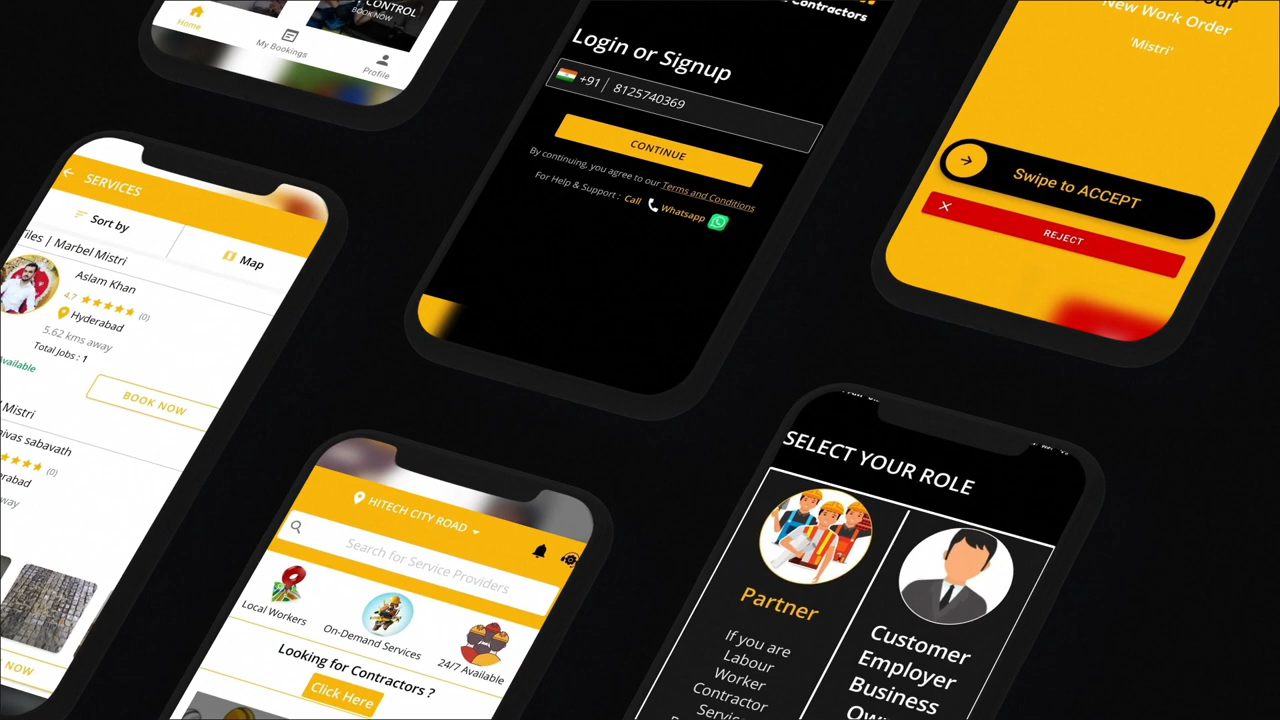 CONTROL
BOOK NOW
Home
My Bookings
Profile
Contractors
Login or Signup
+91 8125740369
CONTINUE
By continuing, you agree to our Terms and Conditions
For Help & Support : Call Whatsapp
New Work Order
'Mistri'
Swipe to ACCEPT
REJECT
SERVICES
Sort by
Map
Tiles | Marbel Mistri
Aslam Khan
4.7 (0)
Hyderabad
5.62 kms away
Total Jobs : 1
Available
BOOK NOW
Mistri
sabavath
(0)
way
NOW
HITECH CITY ROAD
Search for Service Providers
Local Workers
On-Demand Services
24/7 Available
Looking for Contractors ?
Click Here
SELECT YOUR ROLE
Partner
If you are
Labour
Worker
Contractor
Customer
Employer
Business